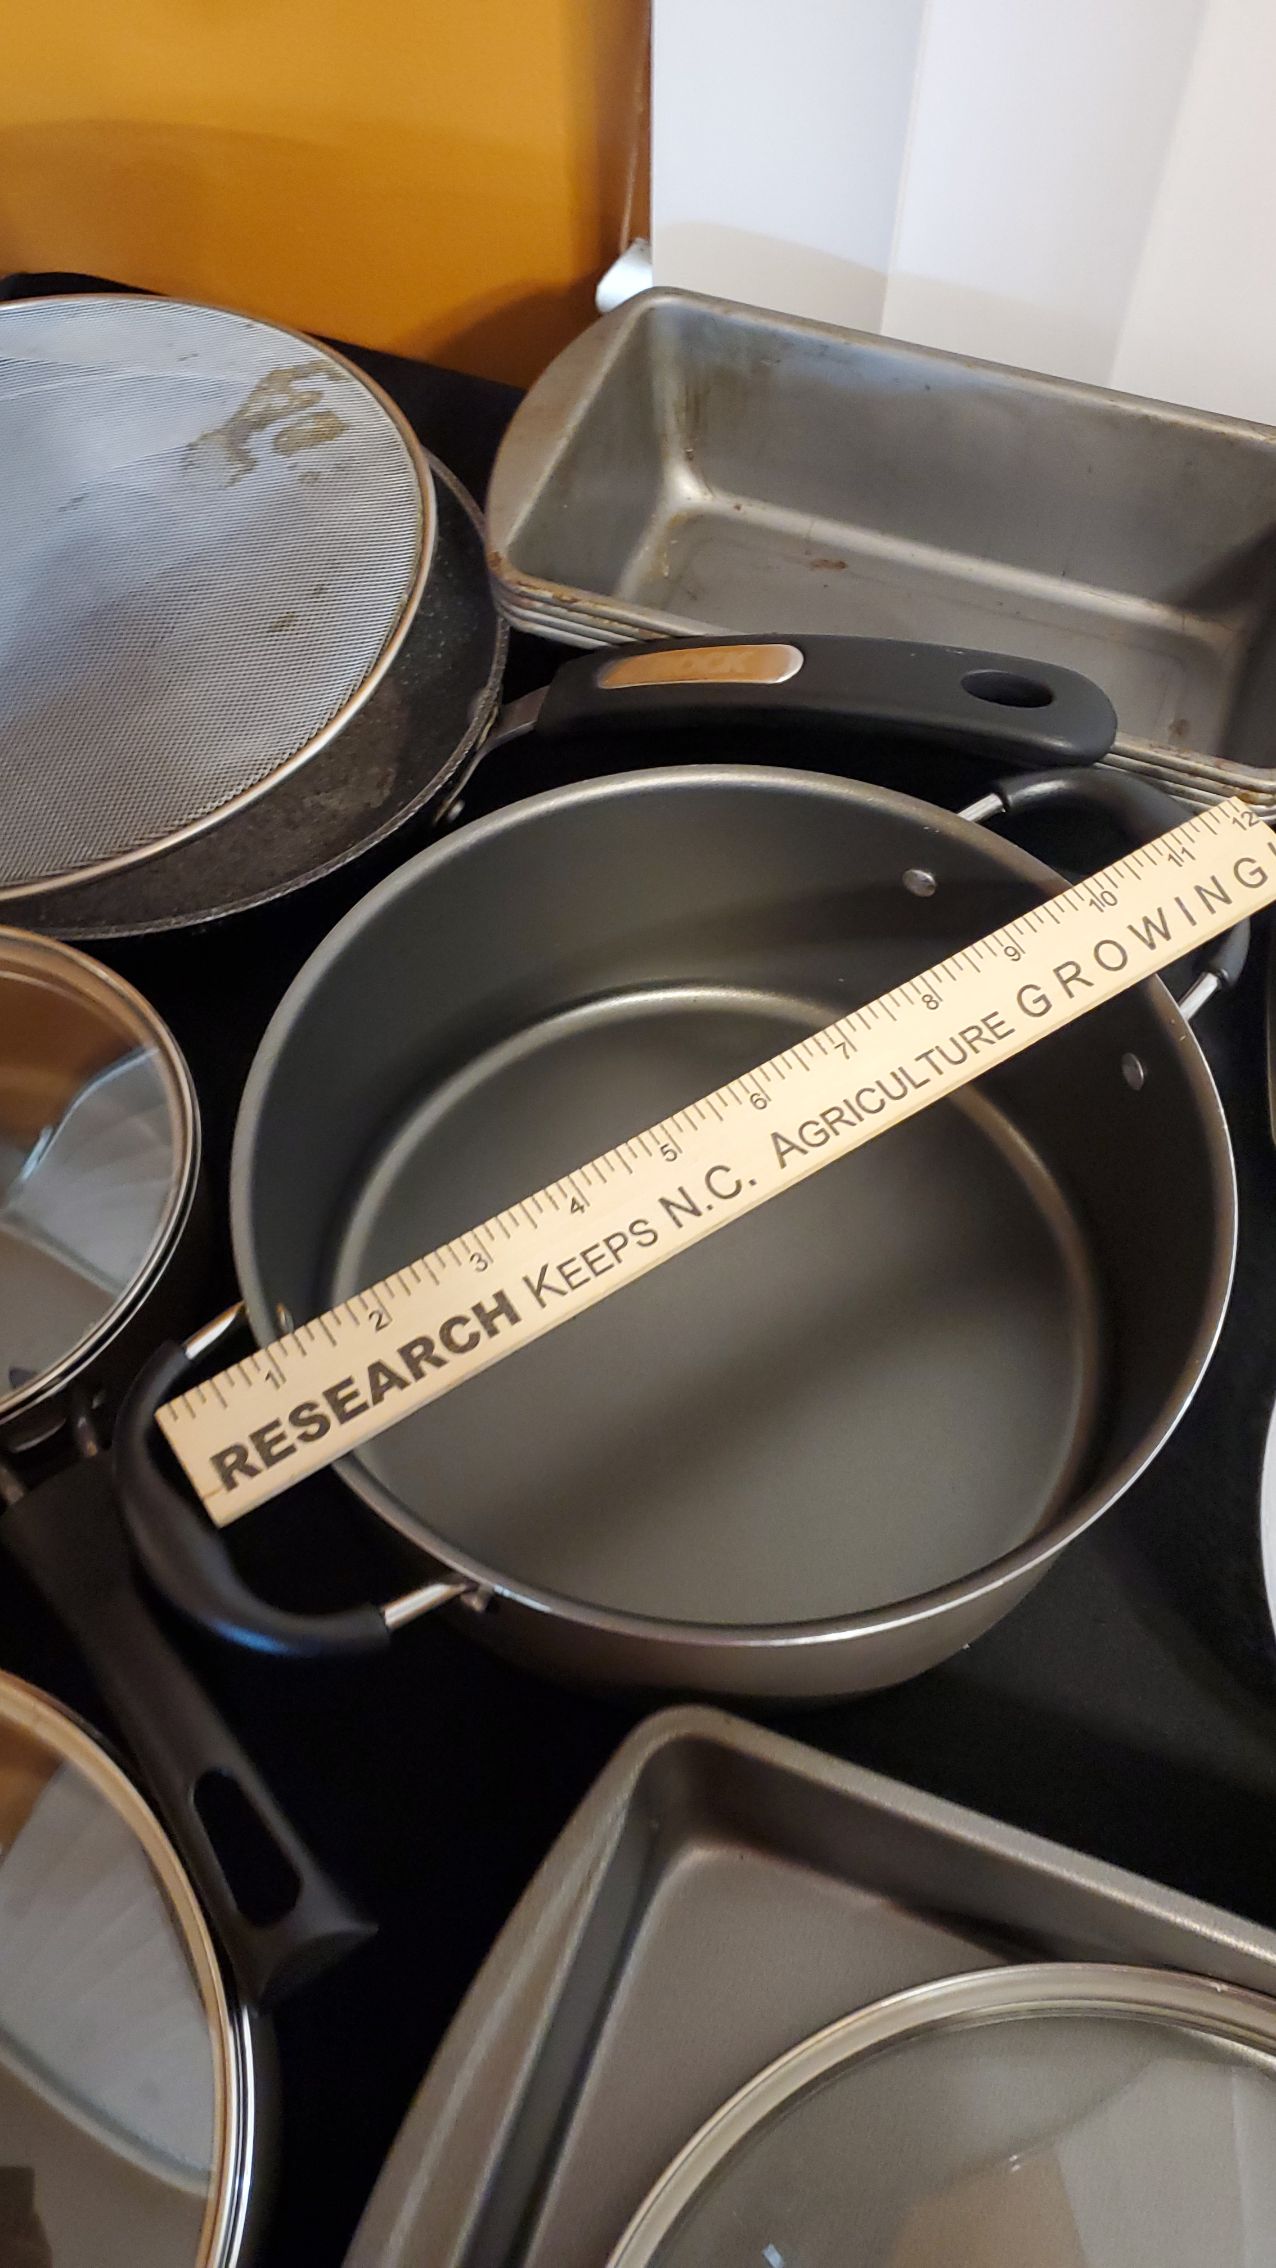 1 2 3 4 5 6 7 8 9 10 11 12
RESEARCH KEEPS N.C. AGRICULTURE GROWING